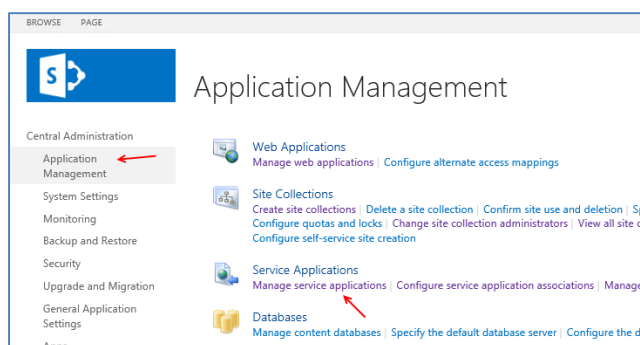 BROWSE PAGE
S
Application Management
Central Administration
Application
Management
System Settings
Monitoring
Backup and Restore
Security
Upgrade and Migration
General Application
Settings
Web Applications
Manage web applications | Configure alternate access mappings
Site Collections
Create site collections | Delete a site collection | Confirm site use and deletion |
Configure quotas and locks | Change site collection administrators | View all site
Configure self-service site creation
Service Applications
Manage service applications | Configure service application associations | Manage
Databases
Manage content databases | Specify the default database server | Configure the